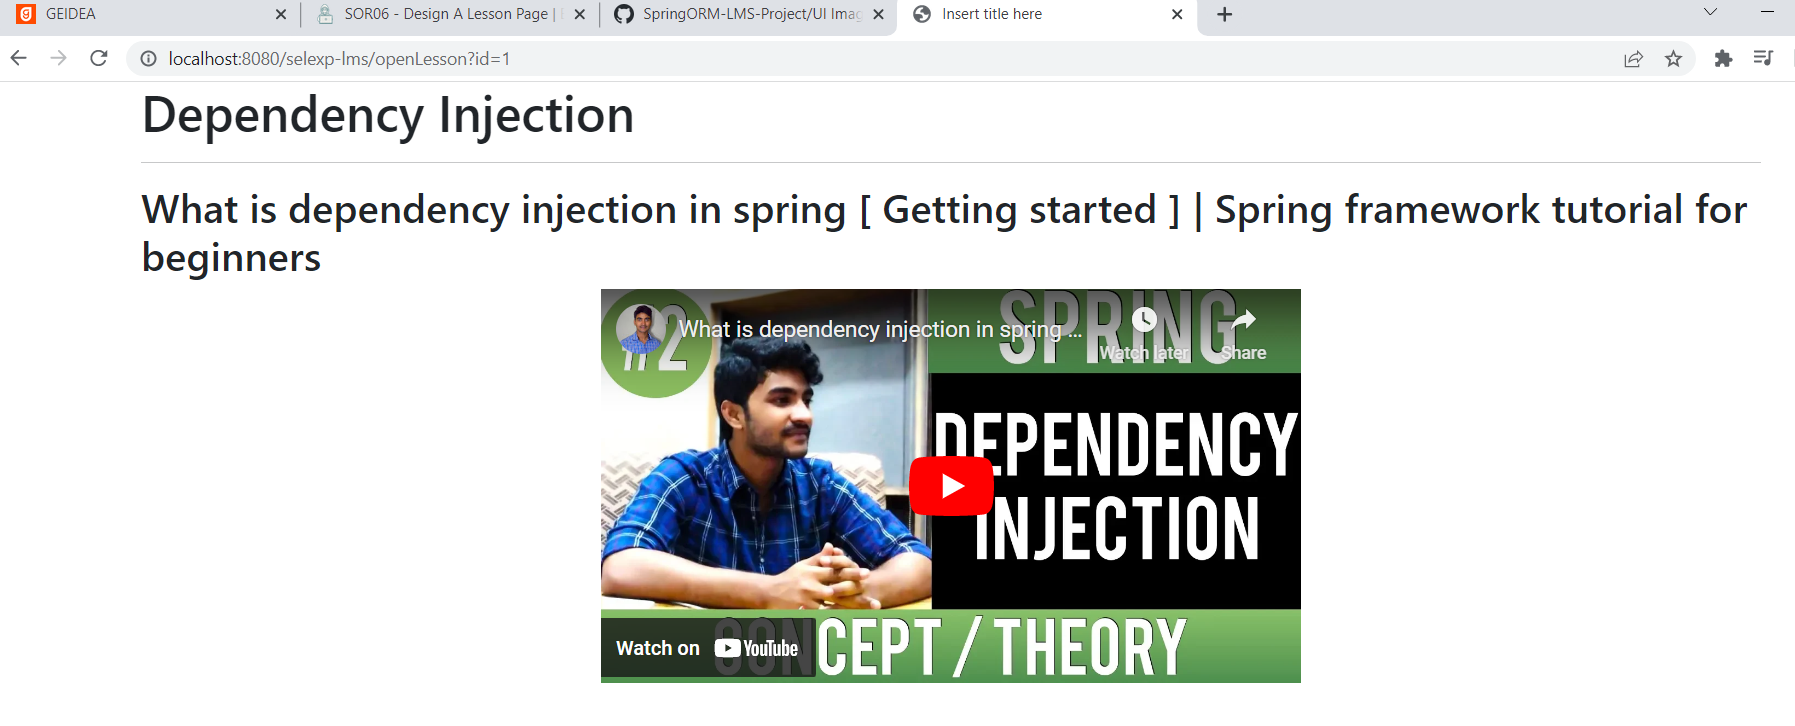 GEIDEA
SOR06 - Design A Lesson Page |
SpringORM-LMS-Project/UI Imag
Insert title here
localhost:8080/selexp-lms/openLesson?id=1
Dependency Injection
What is dependency injection in spring [ Getting started ] | Spring framework tutorial for
beginners
#2
What is dependency injection in spring ...
Watch later
Share
SPRING
DEPENDENCY
INJECTION
CONCEPT / THEORY
Watch on YouTube